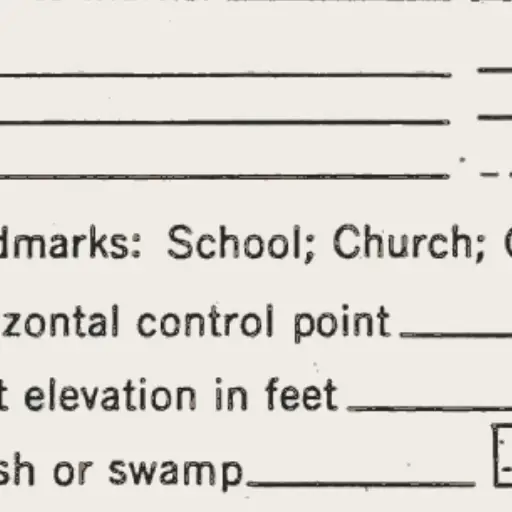 dmarks: School; Church;
zontal control point
t elevation in feet
sh or swamp